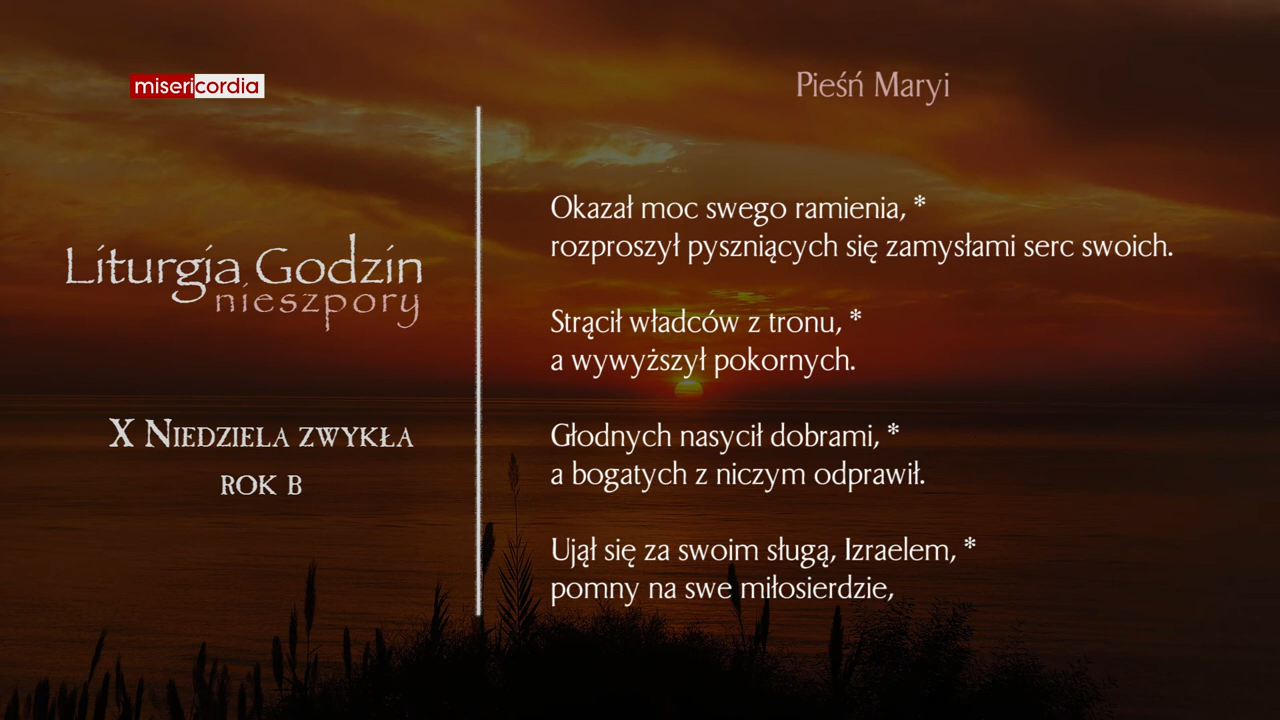 misericordia
Liturgia Godzin
nieszpory
X Niedziela zwykła
rok B
Pieśń Maryi
Okazał moc swego ramienia, *
rozproszył pyszniących się zamysłami serc swoich.
Strącił władców z tronu, *
a wywyższył pokornych.
Głodnych nasycił dobrami, *
a bogatych z niczym odprawił.
Ujął się za swoim sługą, Izraelem, *
pomny na swe miłosierdzie,